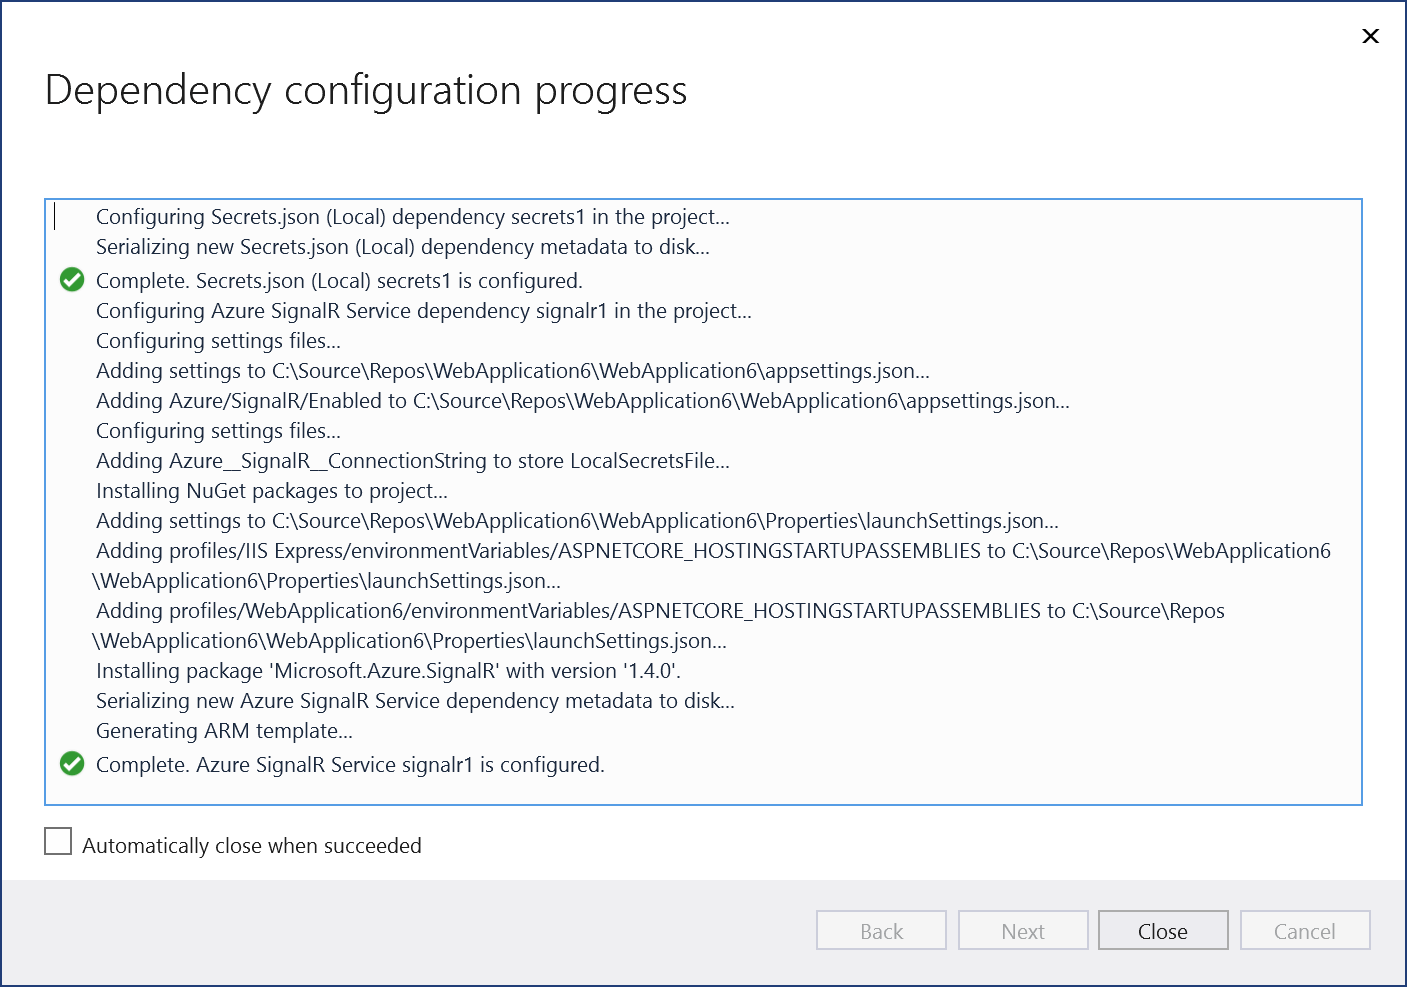 Dependency configuration progress
Configuring Secrets.json (Local) dependency secrets1 in the project...
Serializing new Secrets.json (Local) dependency metadata to disk...
Complete. Secrets.json (Local) secrets1 is configured.
Configuring Azure SignalR Service dependency signalr1 in the project...
Configuring settings files...
Adding settings to C:\Source\Repos\WebApplication6\WebApplication6\appsettings.json...
Adding Azure/SignalR/Enabled to C:\Source\Repos\WebApplication6\WebApplication6\appsettings.json...
Configuring settings files...
Adding Azure__SignalR__ConnectionString to store LocalSecretsFile...
Installing NuGet packages to project...
Adding settings to C:\Source\Repos\WebApplication6\WebApplication6\Properties\launchSettings.json...
Adding profiles/IIS Express/environmentVariables/ASPNETCORE_HOSTINGSTARTUPASSEMBLIES to C:\Source\Repos\WebApplication6
\WebApplication6\Properties\launchSettings.json...
Adding profiles/WebApplication6/environmentVariables/ASPNETCORE_HOSTINGSTARTUPASSEMBLIES to C:\Source\Repos
\WebApplication6\WebApplication6\Properties\launchSettings.json...
Installing package 'Microsoft.Azure.SignalR' with version '1.4.0'.
Serializing new Azure SignalR Service dependency metadata to disk...
Generating ARM template...
Complete. Azure SignalR Service signalr1 is configured.
Automatically close when succeeded
Back Next Close Cancel